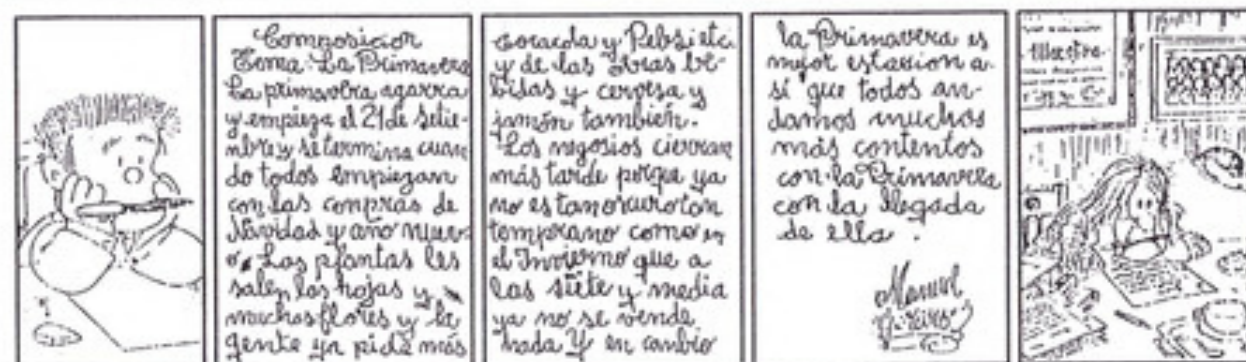 Composicion
Tema: La Primavera
La primavera agarra
y empieza el 21 de Setie-
mbre y se termina cuan
do todos empiezan
con las compras de
Navidad y año nuev-
o. Las plantas les
salen las hojas y
muchas flores y la
gente ya pide más
cocacola y Pebsi etc.
y de las otras be-
bidas y cervesa y
jamón también.
Los negosios cierran
más tarde porque ya
no es tan oscuro tan
temprano como en
el Invierno que a
las siete y media
ya no se vende
nada Y en cambio
la Primavera es
mejor estasion a-
sí que todos an-
damos muchos
más contentos
con la Primavera
con la llegada
de ella.
Manuel
Maestra